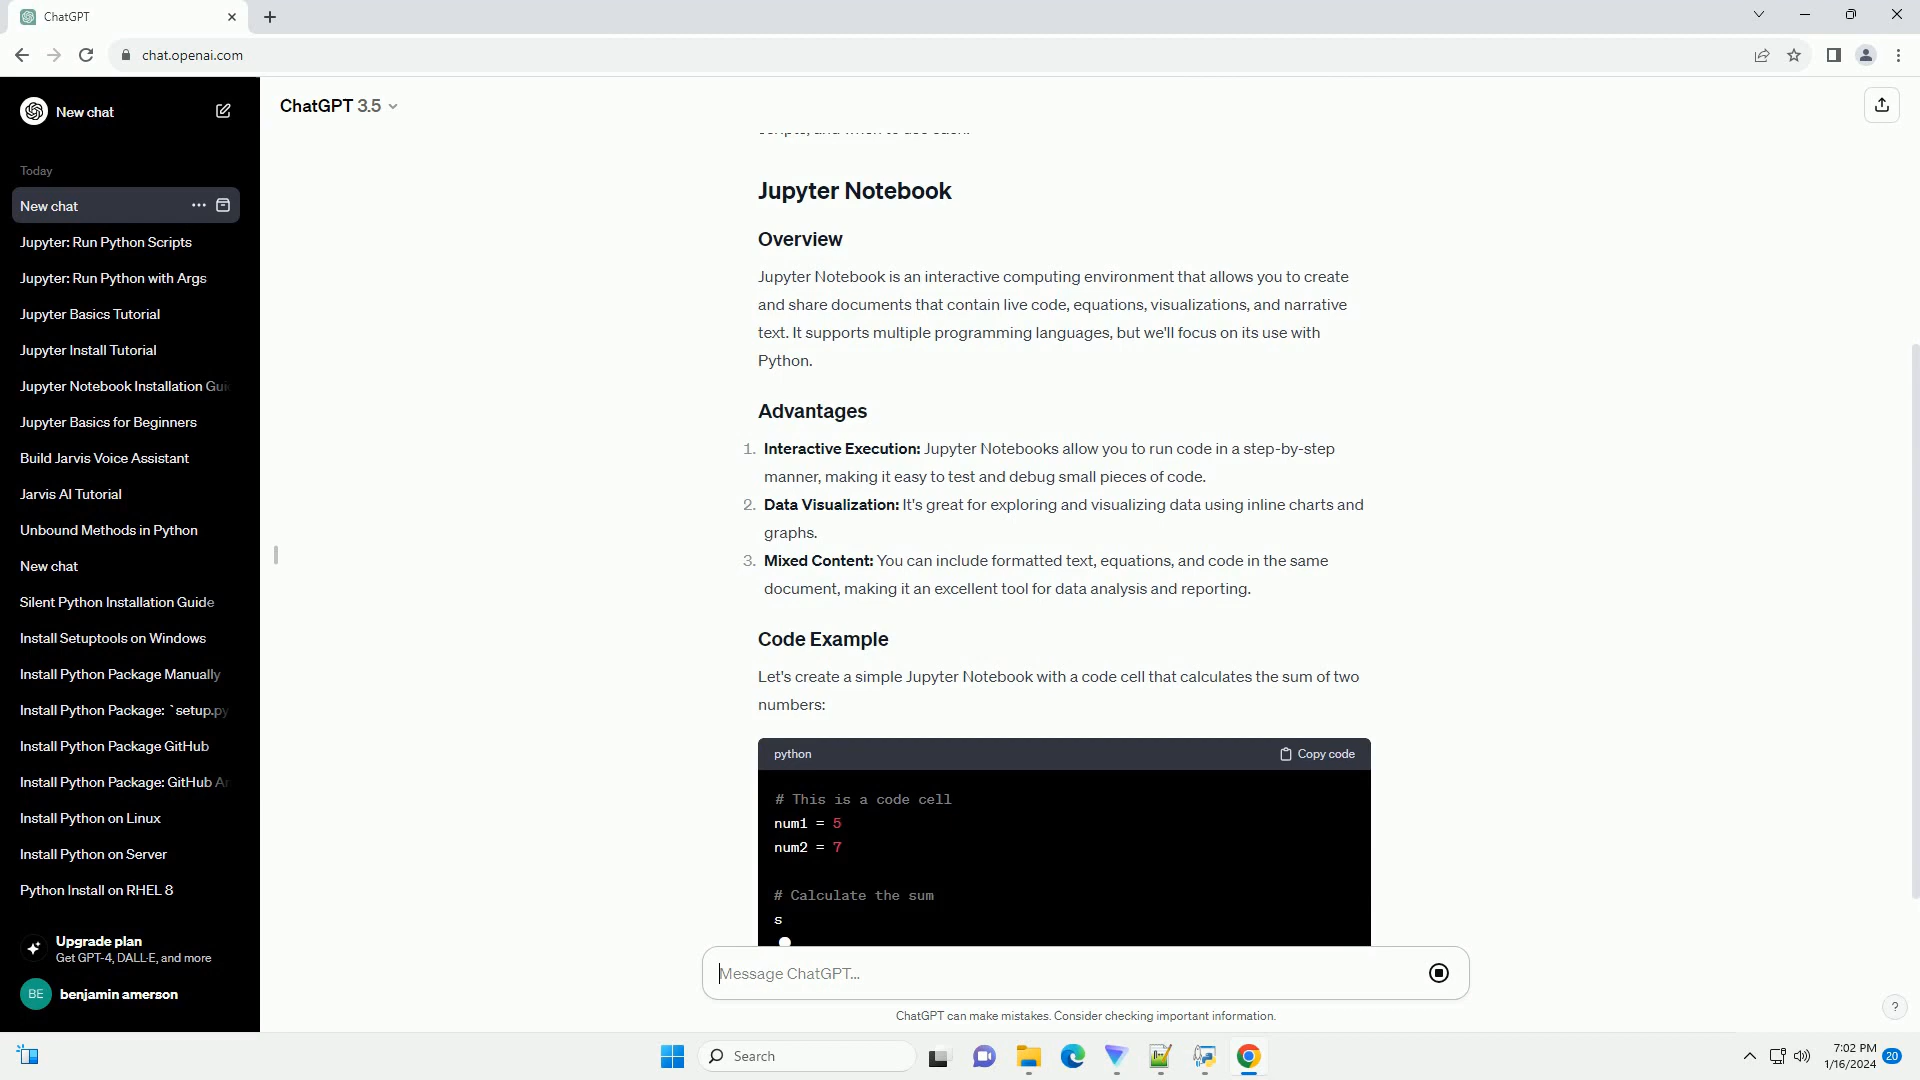 ChatGPT
chat.openai.com
New chat
Today
New chat
Jupyter: Run Python Scripts
Jupyter: Run Python with Args
Jupyter Basics Tutorial
Jupyter Install Tutorial
Jupyter Notebook Installation Gui
Jupyter Basics for Beginners
Build Jarvis Voice Assistant
Jarvis AI Tutorial
Unbound Methods in Python
New chat
Silent Python Installation Guide
Install Setuptools on Windows
Install Python Package Manually
Install Python Package: `setup.py
Install Python Package GitHub
Install Python Package: GitHub Ar
Install Python on Linux
Install Python on Server
Python Install on RHEL 8
Upgrade plan
Get GPT-4, DALL·E, and more
BE benjamin amerson
ChatGPT 3.5
Jupyter Notebook
Overview
Jupyter Notebook is an interactive computing environment that allows you to create
and share documents that contain live code, equations, visualizations, and narrative
text. It supports multiple programming languages, but we'll focus on its use with
Python.
Advantages
1. Interactive Execution: Jupyter Notebooks allow you to run code in a step-by-step
manner, making it easy to test and debug small pieces of code.
2. Data Visualization: It's great for exploring and visualizing data using inline charts and
graphs.
3. Mixed Content: You can include formatted text, equations, and code in the same
document, making it an excellent tool for data analysis and reporting.
Code Example
Let's create a simple Jupyter Notebook with a code cell that calculates the sum of two
numbers:
python
Copy code
# This is a code cell
num1 = 5
num2 = 7
# Calculate the sum
s
Message ChatGPT...
ChatGPT can make mistakes. Consider checking important information.
?
Search
7:02 PM
1/16/2024
20